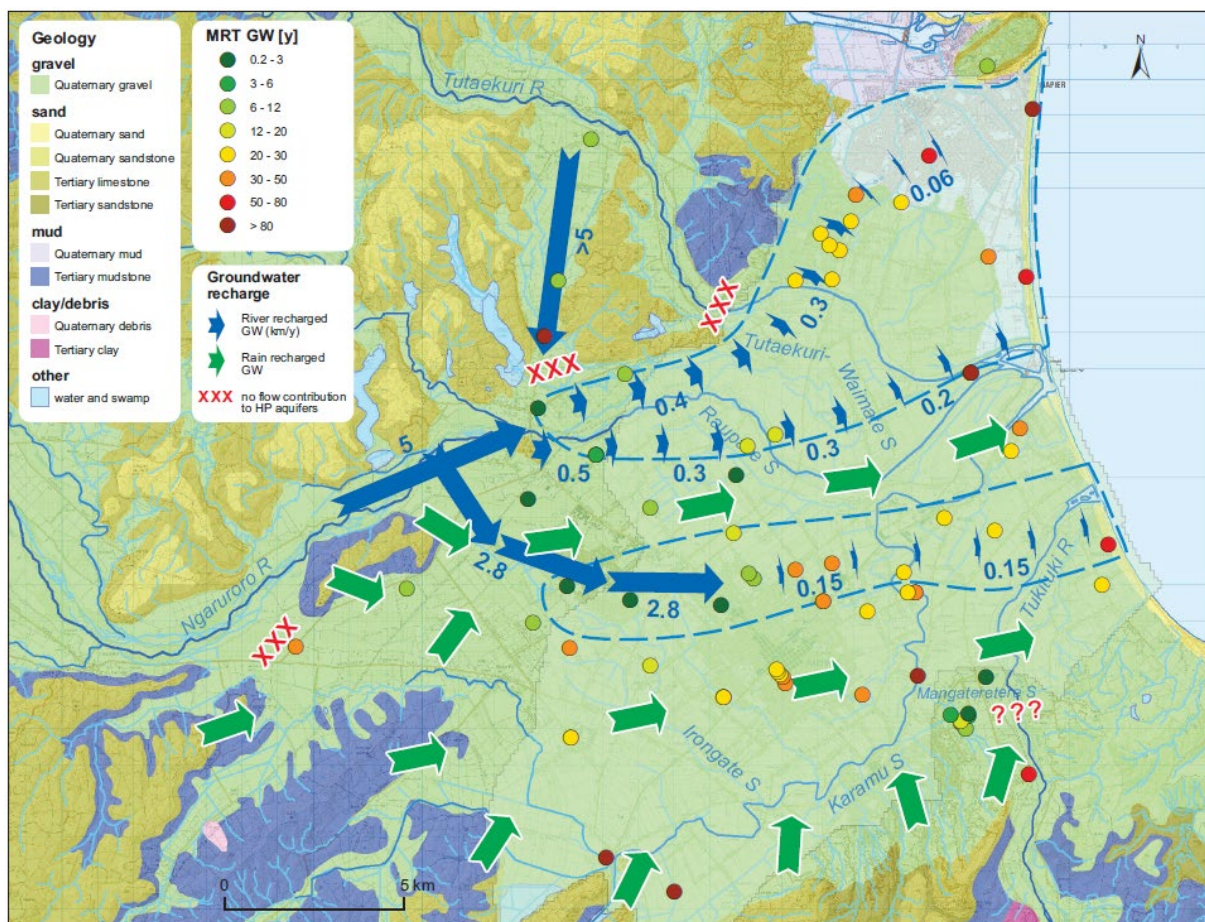 Geology
gravel
Quaternary gravel
sand
Quaternary sand
Quaternary sandstone
Tertiary limestone
Tertiary sandstone
mud
Quaternary mud
Tertiary mudstone
clay/debris
Quaternary debris
Tertiary clay
other
water and swamp
MRT GW [y]
0.2 - 3
3 - 6
6 - 12
12 - 20
20 - 30
30 - 50
50 - 80
> 80
Groundwater
recharge
River recharged
GW (km/y)
Rain recharged
GW
XXX no flow contribution
to HP aquifers
N
NAPIER
Tutaekuri R
>5
0.06
XXX
0.3
XXX
Tutaekuri-
Waimate S
0.4
0.2
Raupare S
5
0.5
0.3
0.3
2.8
2.8
0.15
0.15
Ngaruroro R
Tukituki R
XXX
Mangateretera S
???
Irongate S
Karamu S
0
5 km